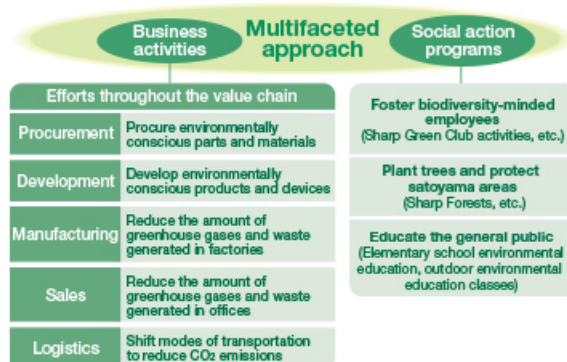 Multifaceted
approach
Business
activities
Efforts throughout the value chain
Procurement
Procure environmentally
conscious parts and materials
Development
Develop environmentally
conscious products and devices
Manufacturing
Reduce the amount of
greenhouse gases and waste
generated in factories
Sales
Reduce the amount of
greenhouse gases and waste
generated in offices
Logistics
Shift modes of transportation
to reduce CO₂ emissions
Social action
programs
Foster biodiversity-minded
employees
(Sharp Green Club activities, etc.)
Plant trees and protect
satoyama areas
(Sharp Forests, etc.)
Educate the general public
(Elementary school environmental
education, outdoor environmental
education classes)